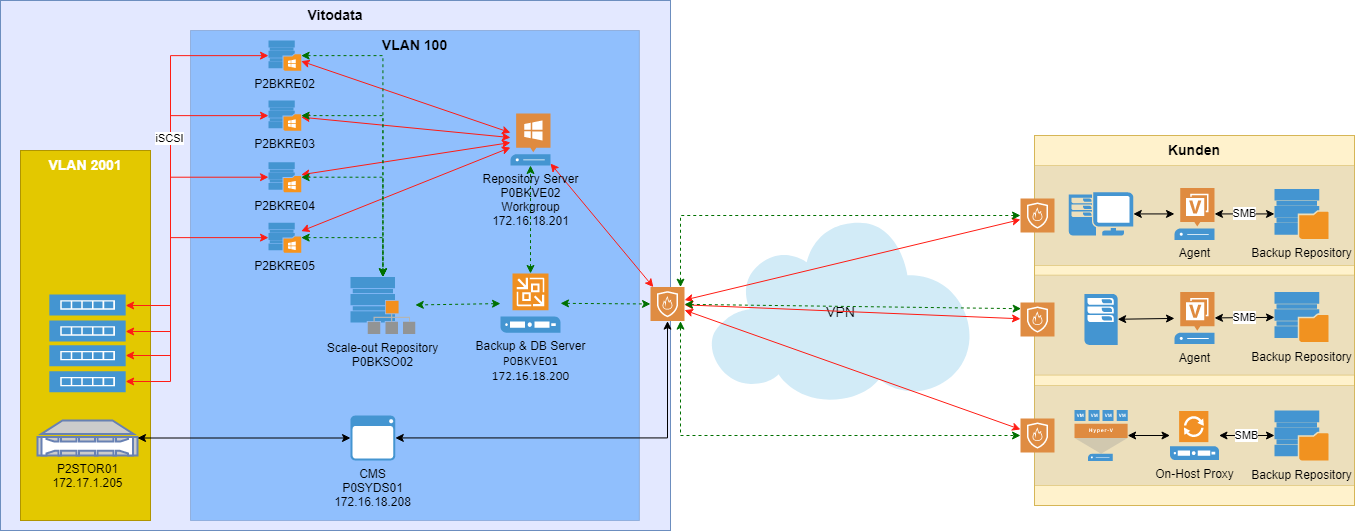 Vitodata
VLAN 100
P2BKRE02
P2BKRE03
iSCSI
P2BKRE04
P2BKRE05
VLAN 2001
Repository Server
P0BKVE02
Workgroup
172.16.18.201
Scale-out Repository
P0BKSO02
Backup & DB Server
P0BKVE01
172.16.18.200
P2STOR01
172.17.1.205
CMS
P0SYDS01
172.16.18.208
VPN
Kunden
SMB
Agent
Backup Repository
SMB
Agent
Backup Repository
VM VM VM VM
Hyper-V
SMB
On-Host Proxy
Backup Repository